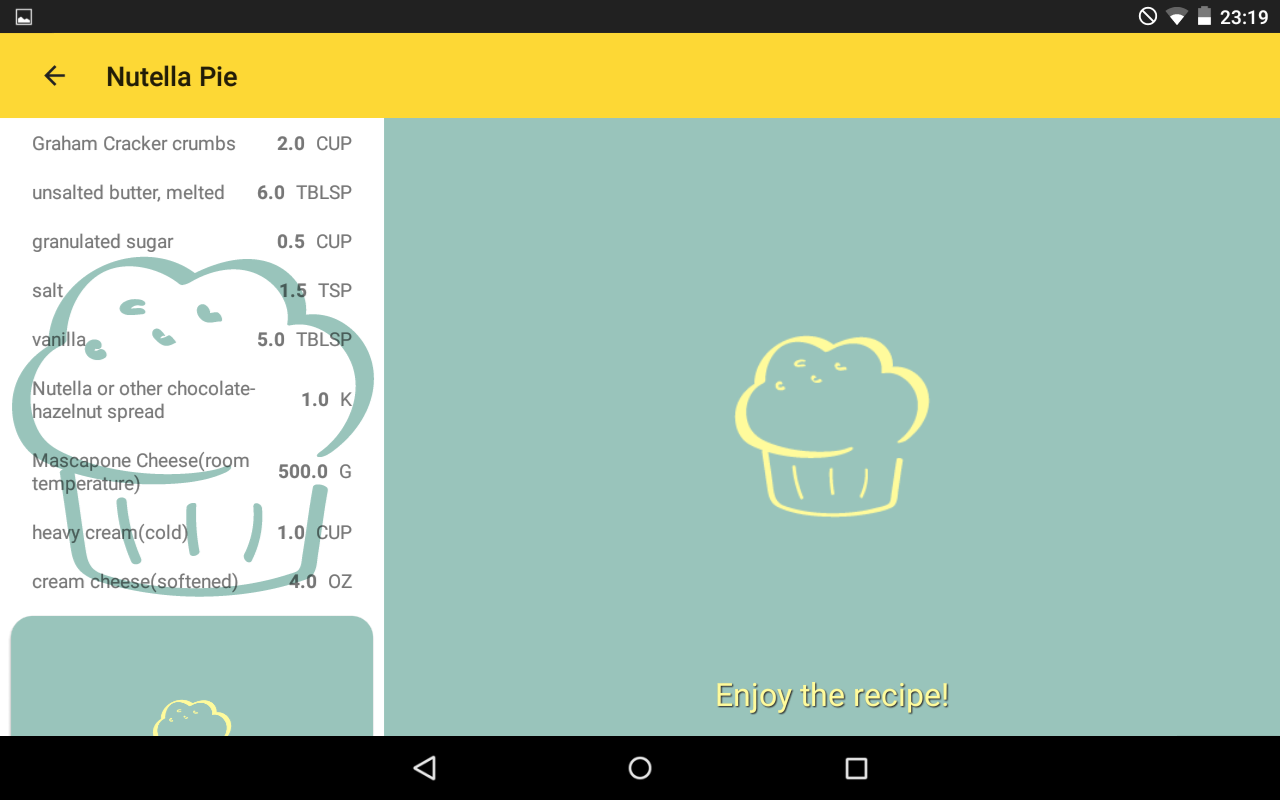 23:19
Nutella Pie
Graham Cracker crumbs 2.0 CUP
unsalted butter, melted 6.0 TBLSP
granulated sugar 0.5 CUP
salt 1.5 TSP
vanilla 5.0 TBLSP
Nutella or other chocolate-
hazelnut spread 1.0 K
Mascapone Cheese(room
temperature) 500.0 G
heavy cream(cold) 1.0 CUP
cream cheese(softened) 4.0 OZ
Enjoy the recipe!